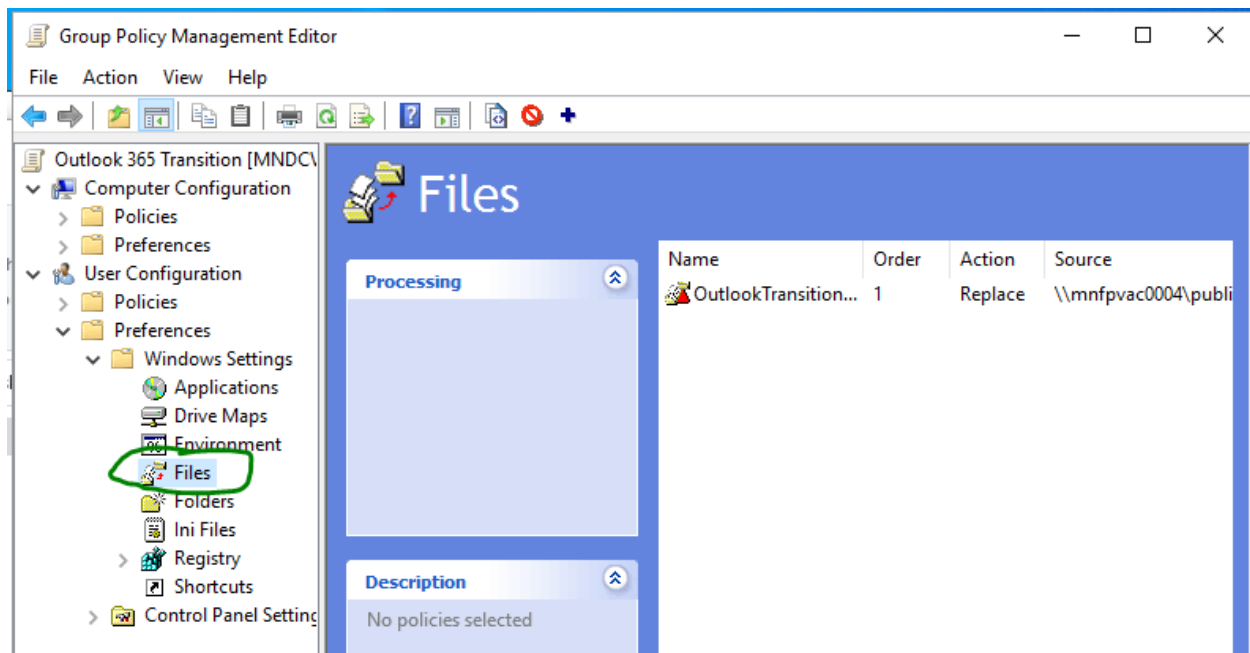 Group Policy Management Editor
File Action View Help
Outlook 365 Transition [MNDC\
Computer Configuration
Policies
Preferences
User Configuration
Policies
Preferences
Windows Settings
Applications
Drive Maps
Environment
Files
Folders
Ini Files
Registry
Shortcuts
Control Panel Setting
Files
Processing
Description
No policies selected
Name Order Action Source
OutlookTransition... 1 Replace \\mnfpvac0004\publi